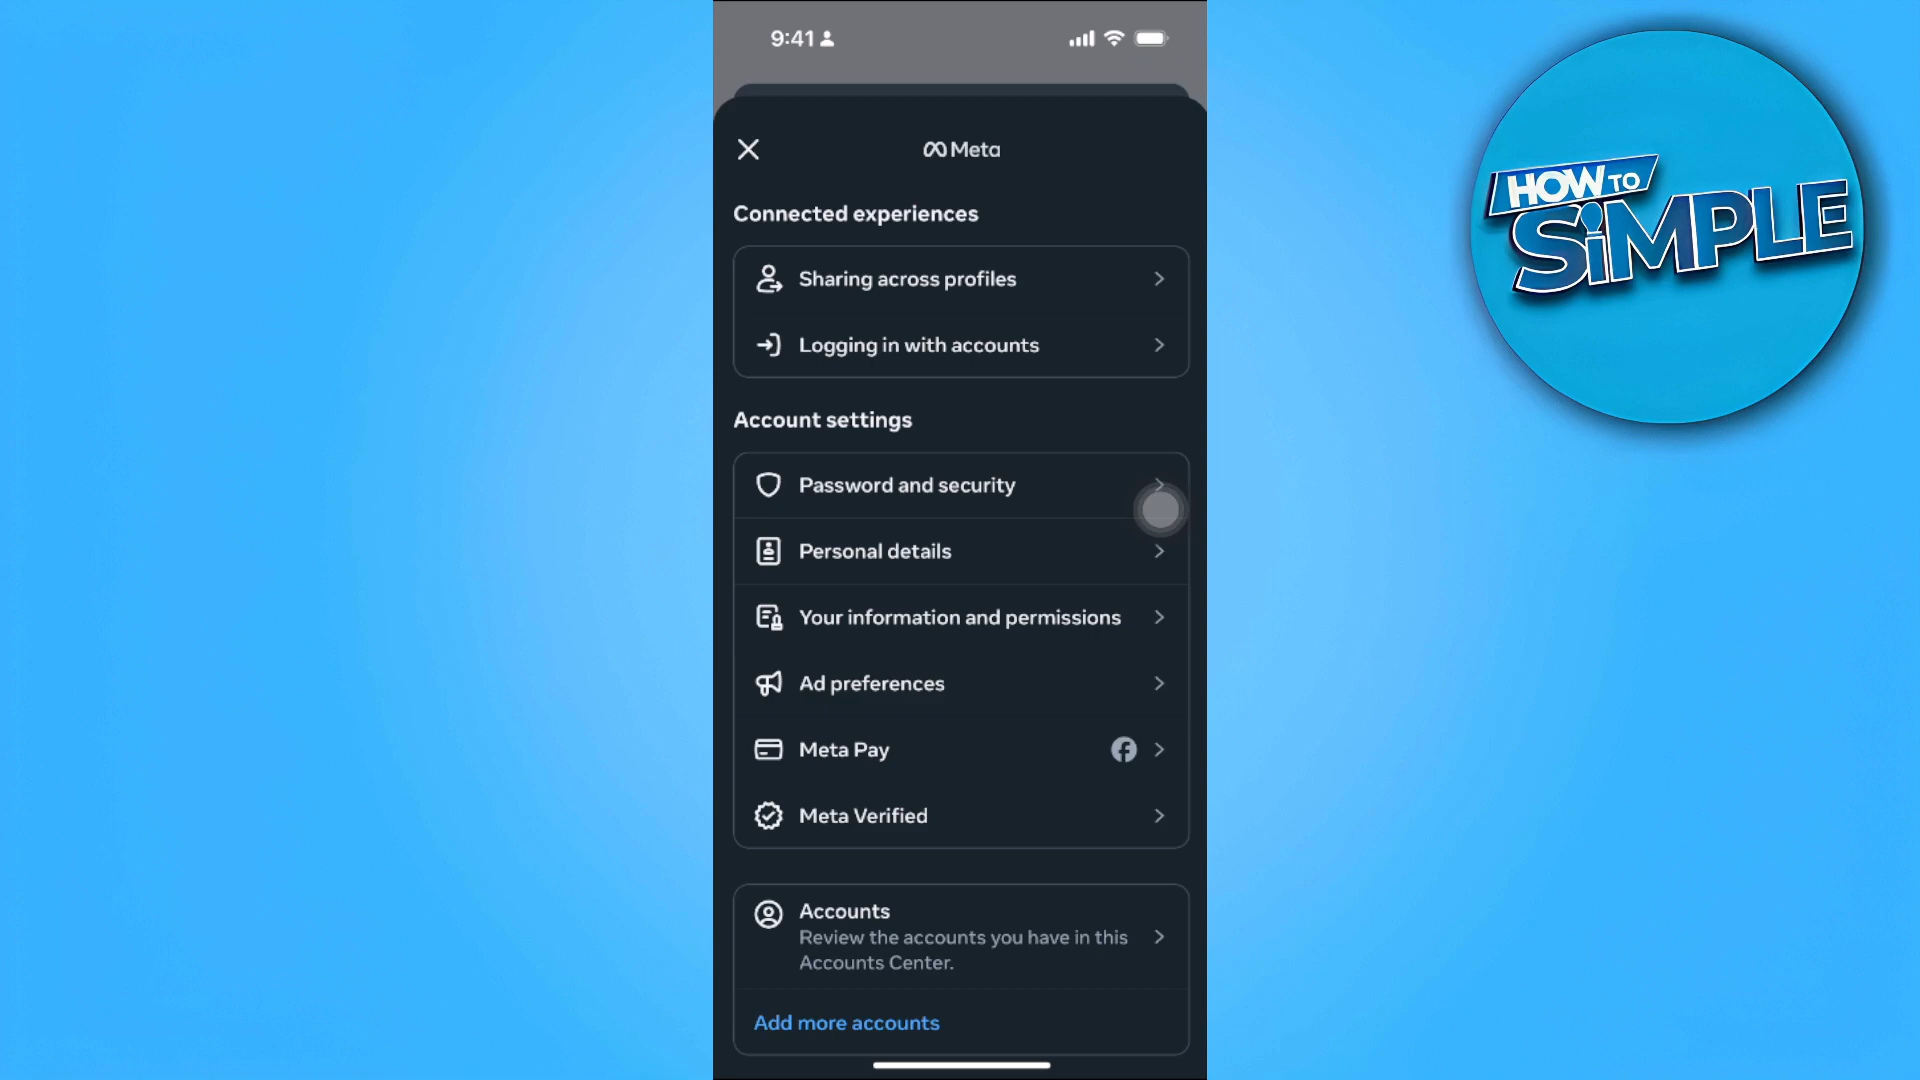 9:41
Meta
Connected experiences
Sharing across profiles
Logging in with accounts
Account settings
Password and security
Personal details
Your information and permissions
Ad preferences
Meta Pay
Meta Verified
Accounts
Review the accounts you have in this
Accounts Center.
Add more accounts
HOW TO
SiMPLE